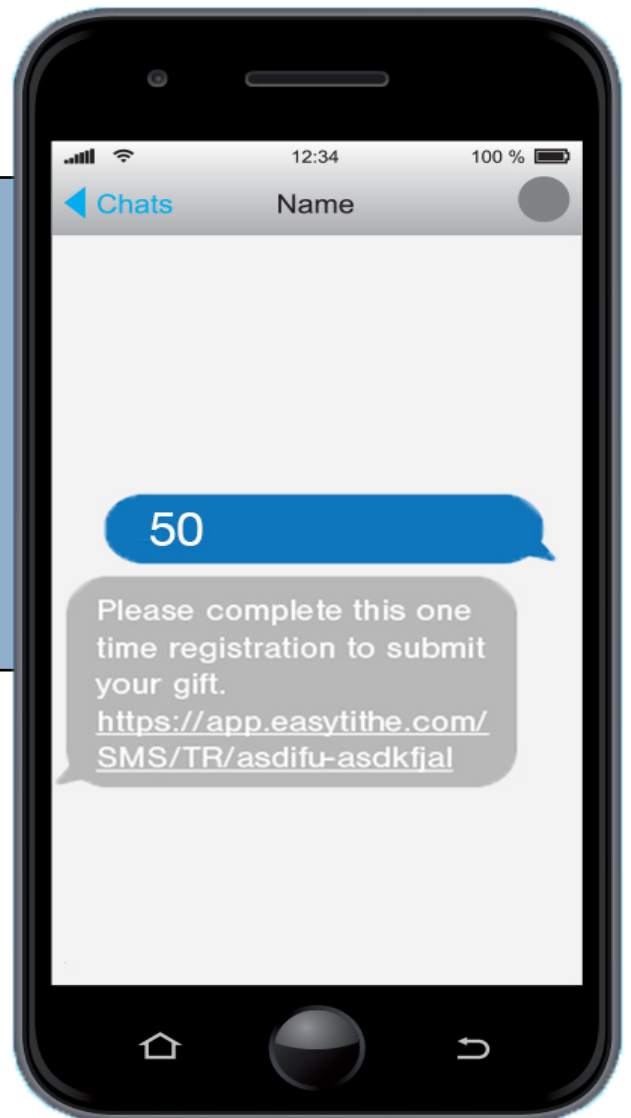 12:34 100 %
Chats Name
50
Please complete this one
time registration to submit
your gift.
https://app.easytithe.com/
SMS/TR/asdifu-asdkfjal